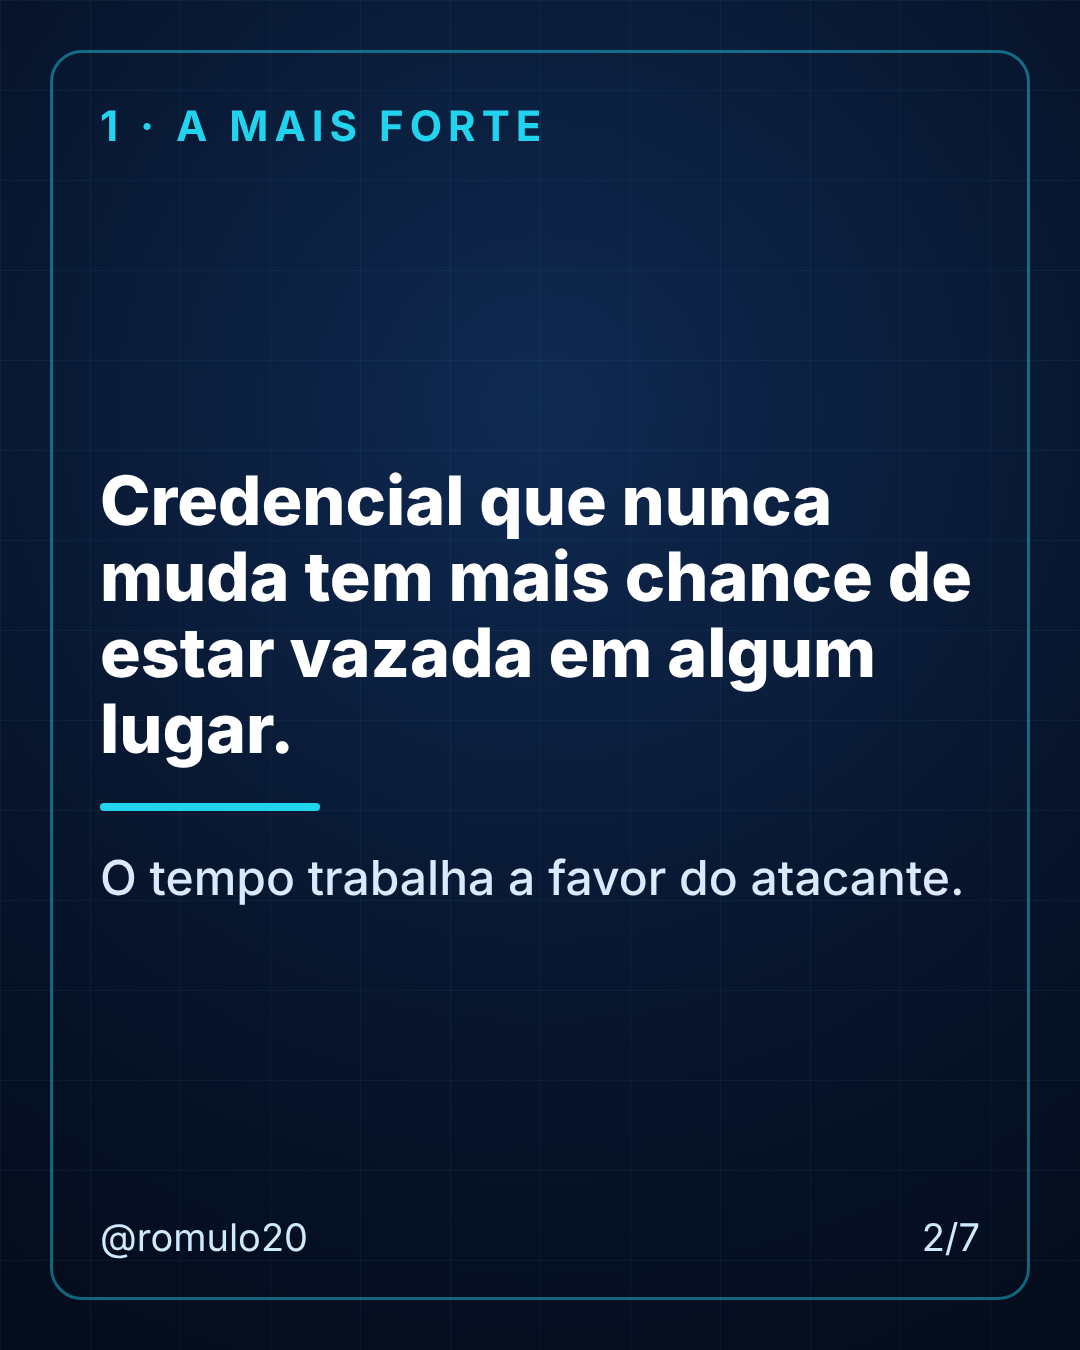 1 · A MAIS FORTE
Credencial que nunca
muda tem mais chance de
estar vazada em algum
lugar.
O tempo trabalha a favor do atacante.
@romulo20
2/7